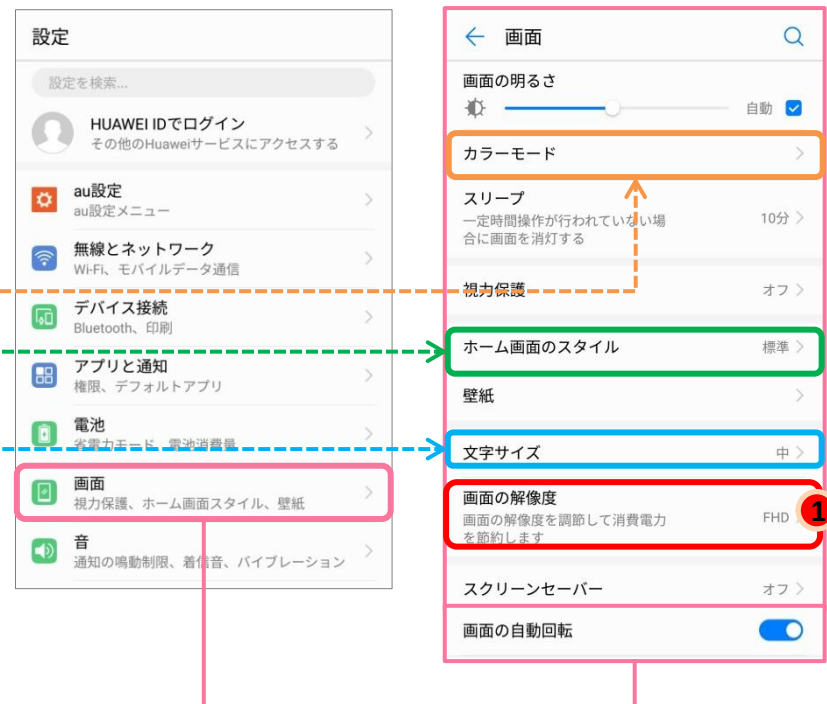 設定
設定を検索...
HUAWEI IDでログイン
その他のHuaweiサービスにアクセスする
au設定
au設定メニュー
無線とネットワーク
Wi-Fi、モバイルデータ通信
デバイス接続
Bluetooth、印刷
アプリと通知
権限、デフォルトアプリ
電池
省電力モード、電池消費量
画面
視力保護、ホーム画面スタイル、壁紙
音
通知の鳴動制限、着信音、バイブレーション
画面
画面の明るさ
自動
カラーモード
スリープ
一定時間操作が行われていない場
合に画面を消灯する
10分
視力保護
オフ
ホーム画面のスタイル
標準
壁紙
文字サイズ
中
画面の解像度
画面の解像度を調節して消費電力
を節約します
FHD
1
スクリーンセーバー
オフ
画面の自動回転